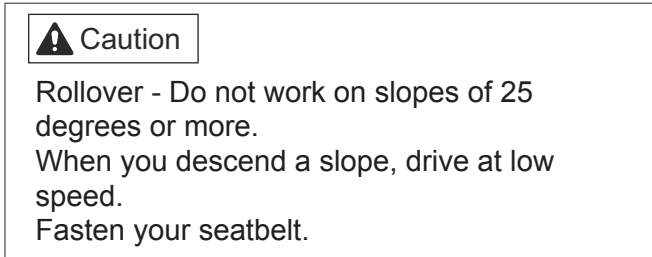 Caution
Rollover - Do not work on slopes of 25
degrees or more.
When you descend a slope, drive at low
speed.
Fasten your seatbelt.